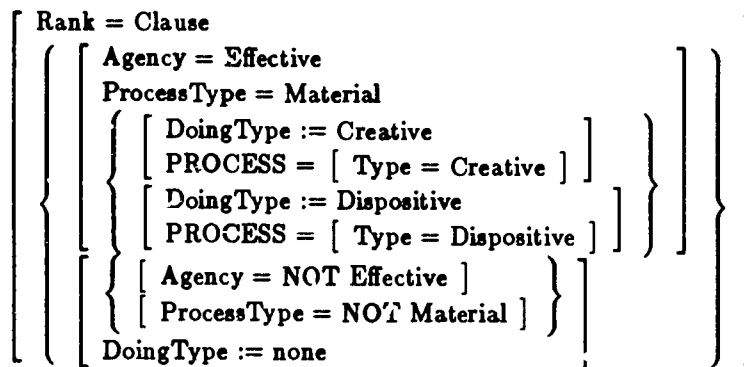 Rank = Clause
Agency = Effective
ProcessType = Material
DoingType := Creative
PROCESS = [ Type = Creative ]
DoingType := Dispositive
PROCESS = [ Type = Dispositive ]
[ Agency = NOT Effective ]
[ ProcessType = NOT Material ]
DoingType := none